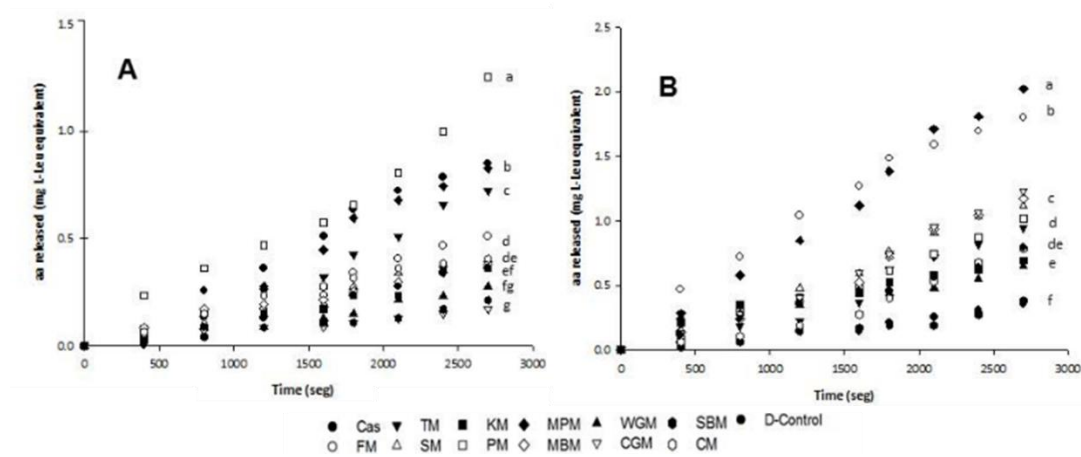 A
aa released (mg L-Leu equivalent)
1.5
1.0
0.5
0.0
0 500 1000 1500 2000 2500 3000
Time (seg)
a
b
c
d
de
ef
fg
g
B
aa released (mg L-Leu equivalent)
2.5
2.0
1.5
1.0
0.5
0.0
0 500 1000 1500 2000 2500 3000
Time (seg)
a
b
c
d
de
e
f
Cas TM KM MPM WGM SBM D-Control
FM SM PM MBM CGM CM